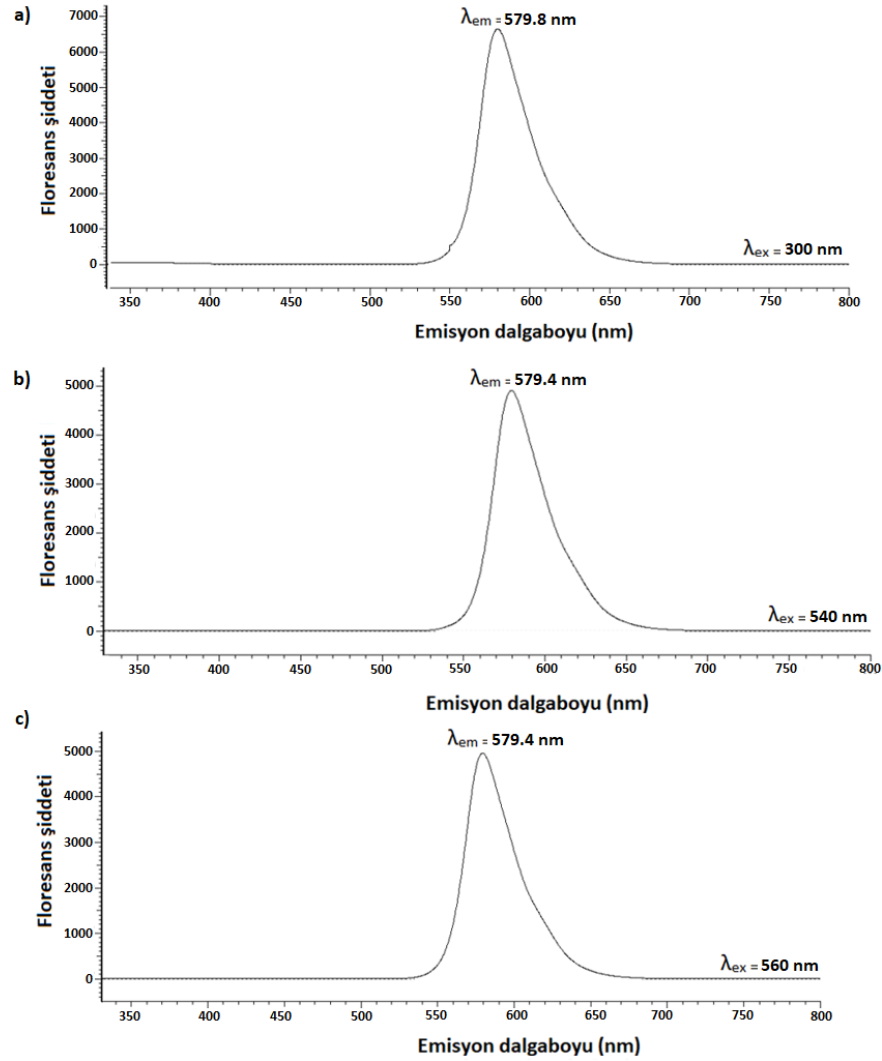 a)
λem = 579.8 nm
7000
6000
5000
4000
3000
2000
1000
0
Floresans şiddeti
λex = 300 nm
350 400 450 500 550 600 650 700 750 800
Emisyon dalgaboyu (nm)
b)
λem = 579.4 nm
5000
4000
3000
2000
1000
0
Floresans şiddeti
λex = 540 nm
350 400 450 500 550 600 650 700 750 800
Emisyon dalgaboyu (nm)
c)
λem = 579.4 nm
5000
4000
3000
2000
1000
0
Floresans şiddeti
λex = 560 nm
350 400 450 500 550 600 650 700 750 800
Emisyon dalgaboyu (nm)